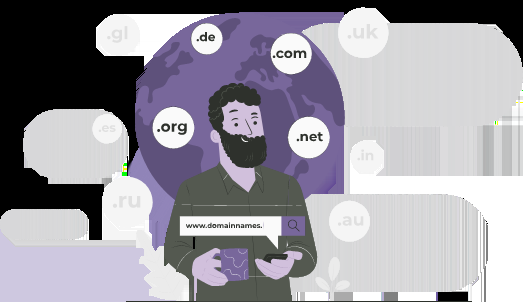 .gl
.de
.com
.uk
.es
.org
.net
.in
.ru
.au
www.domainnames.